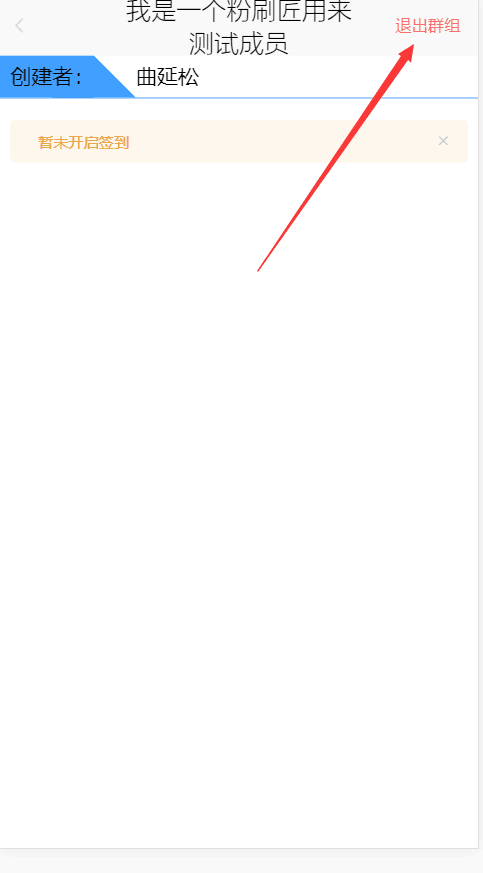 我是一个粉刷匠用来
测试成员
退出群组
创建者： 曲延松
暂未开启签到